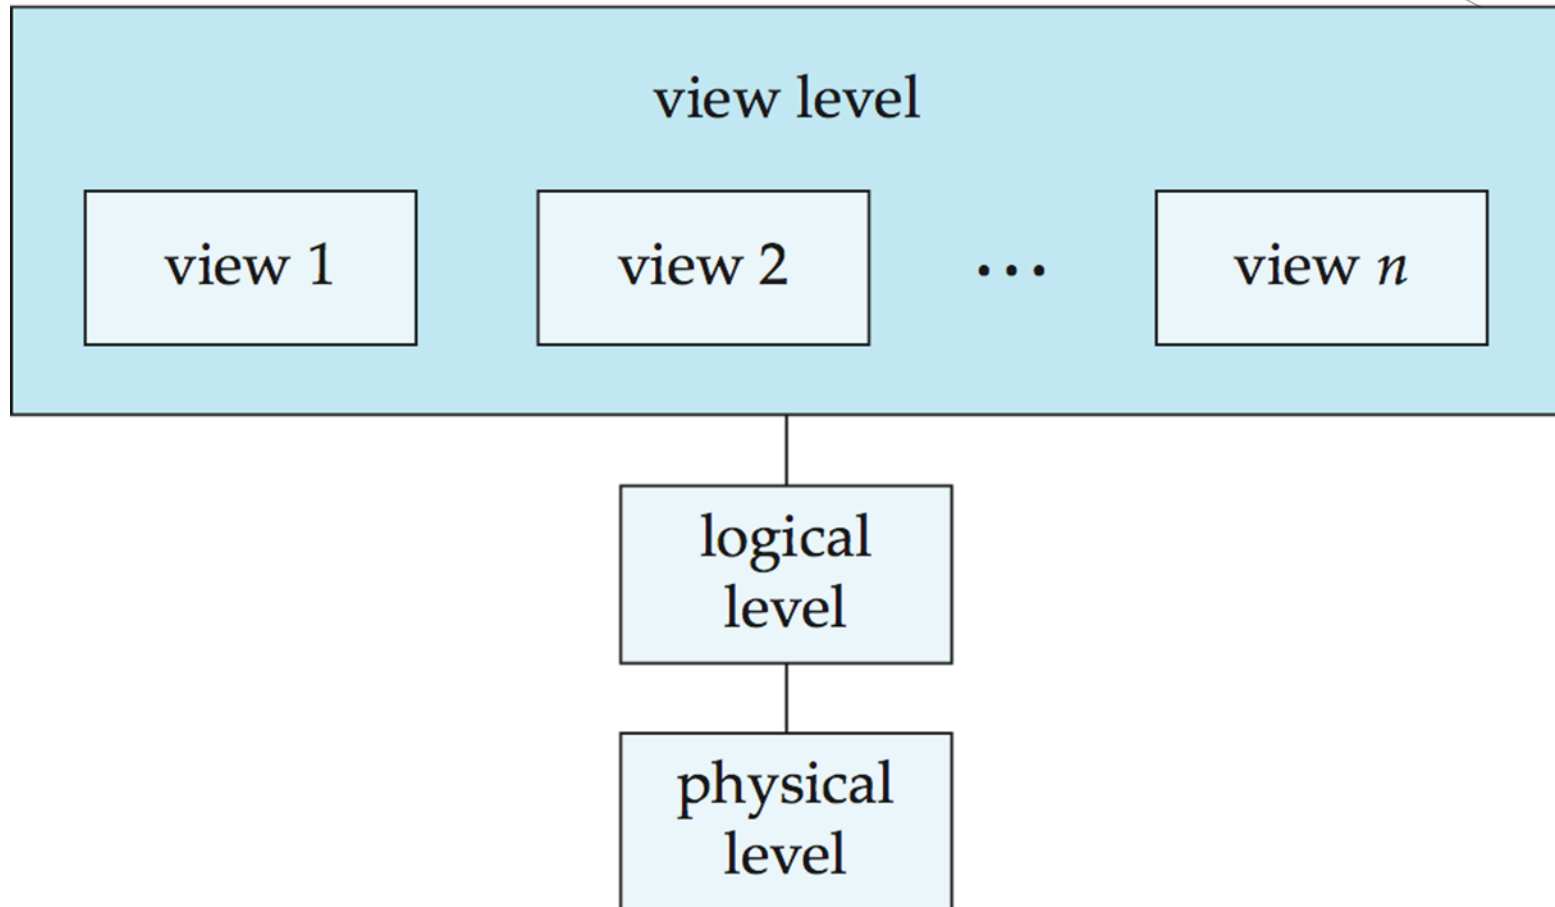 view level
view 1
view 2
...
view n
logical
level
physical
level